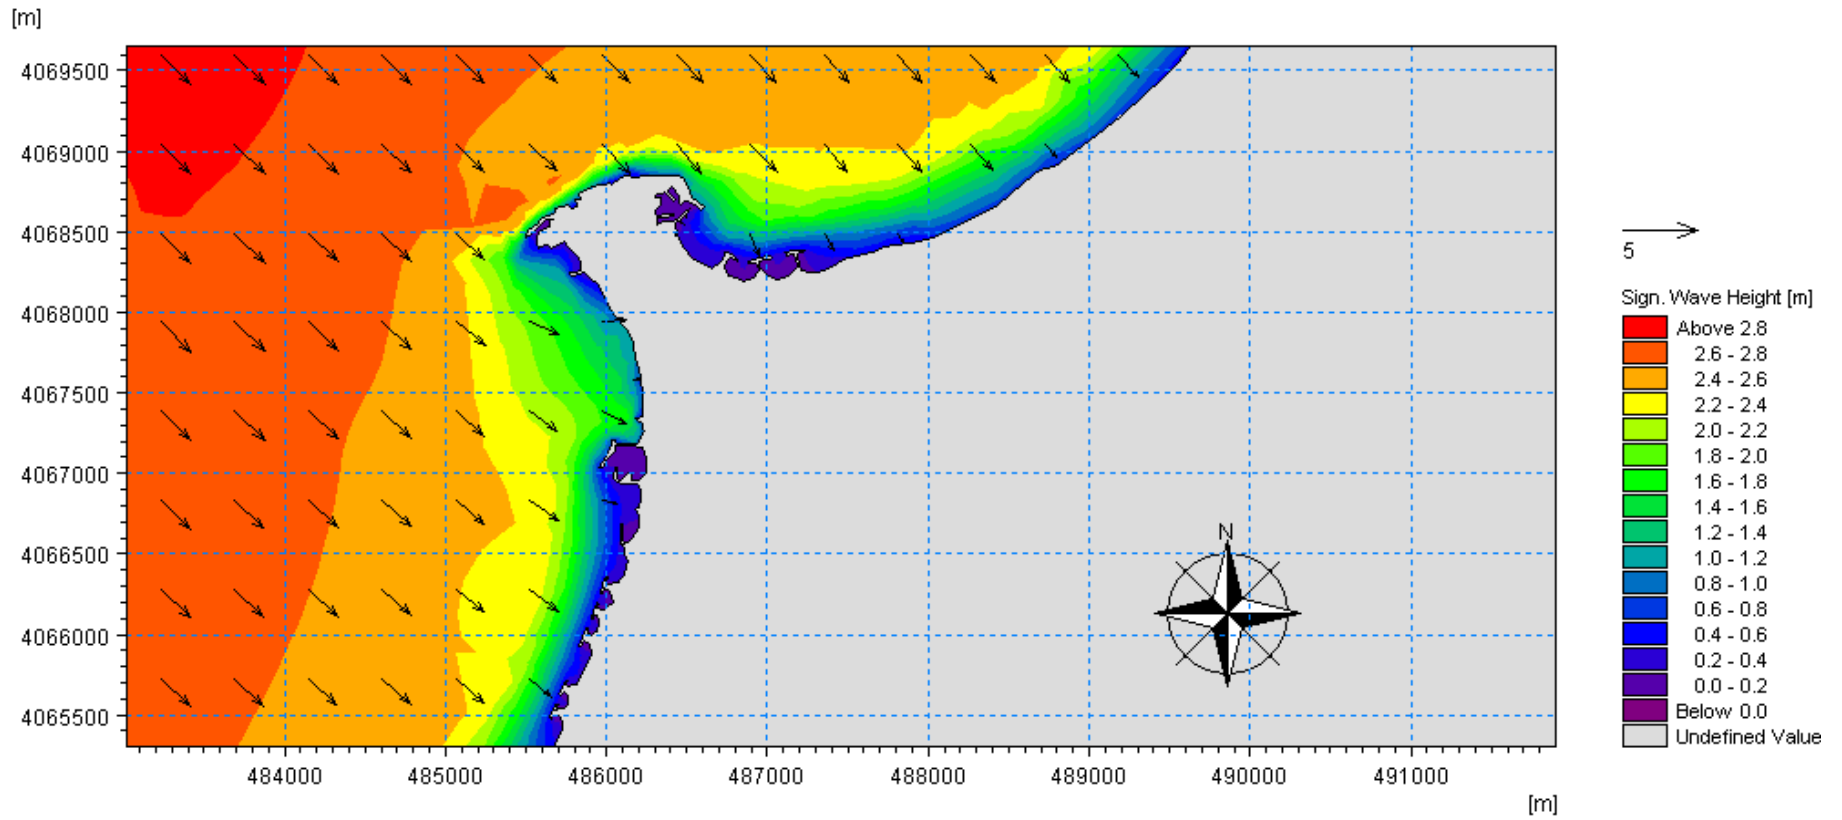 [m]
4069500
4069000
4068500
4068000
4067500
4067000
4066500
4066000
4065500
484000 485000 486000 487000 488000 489000 490000 491000
[m]
N
5
Sign. Wave Height [m]
Above 2.8
2.6 - 2.8
2.4 - 2.6
2.2 - 2.4
2.0 - 2.2
1.8 - 2.0
1.6 - 1.8
1.4 - 1.6
1.2 - 1.4
1.0 - 1.2
0.8 - 1.0
0.6 - 0.8
0.4 - 0.6
0.2 - 0.4
0.0 - 0.2
Below 0.0
Undefined Value